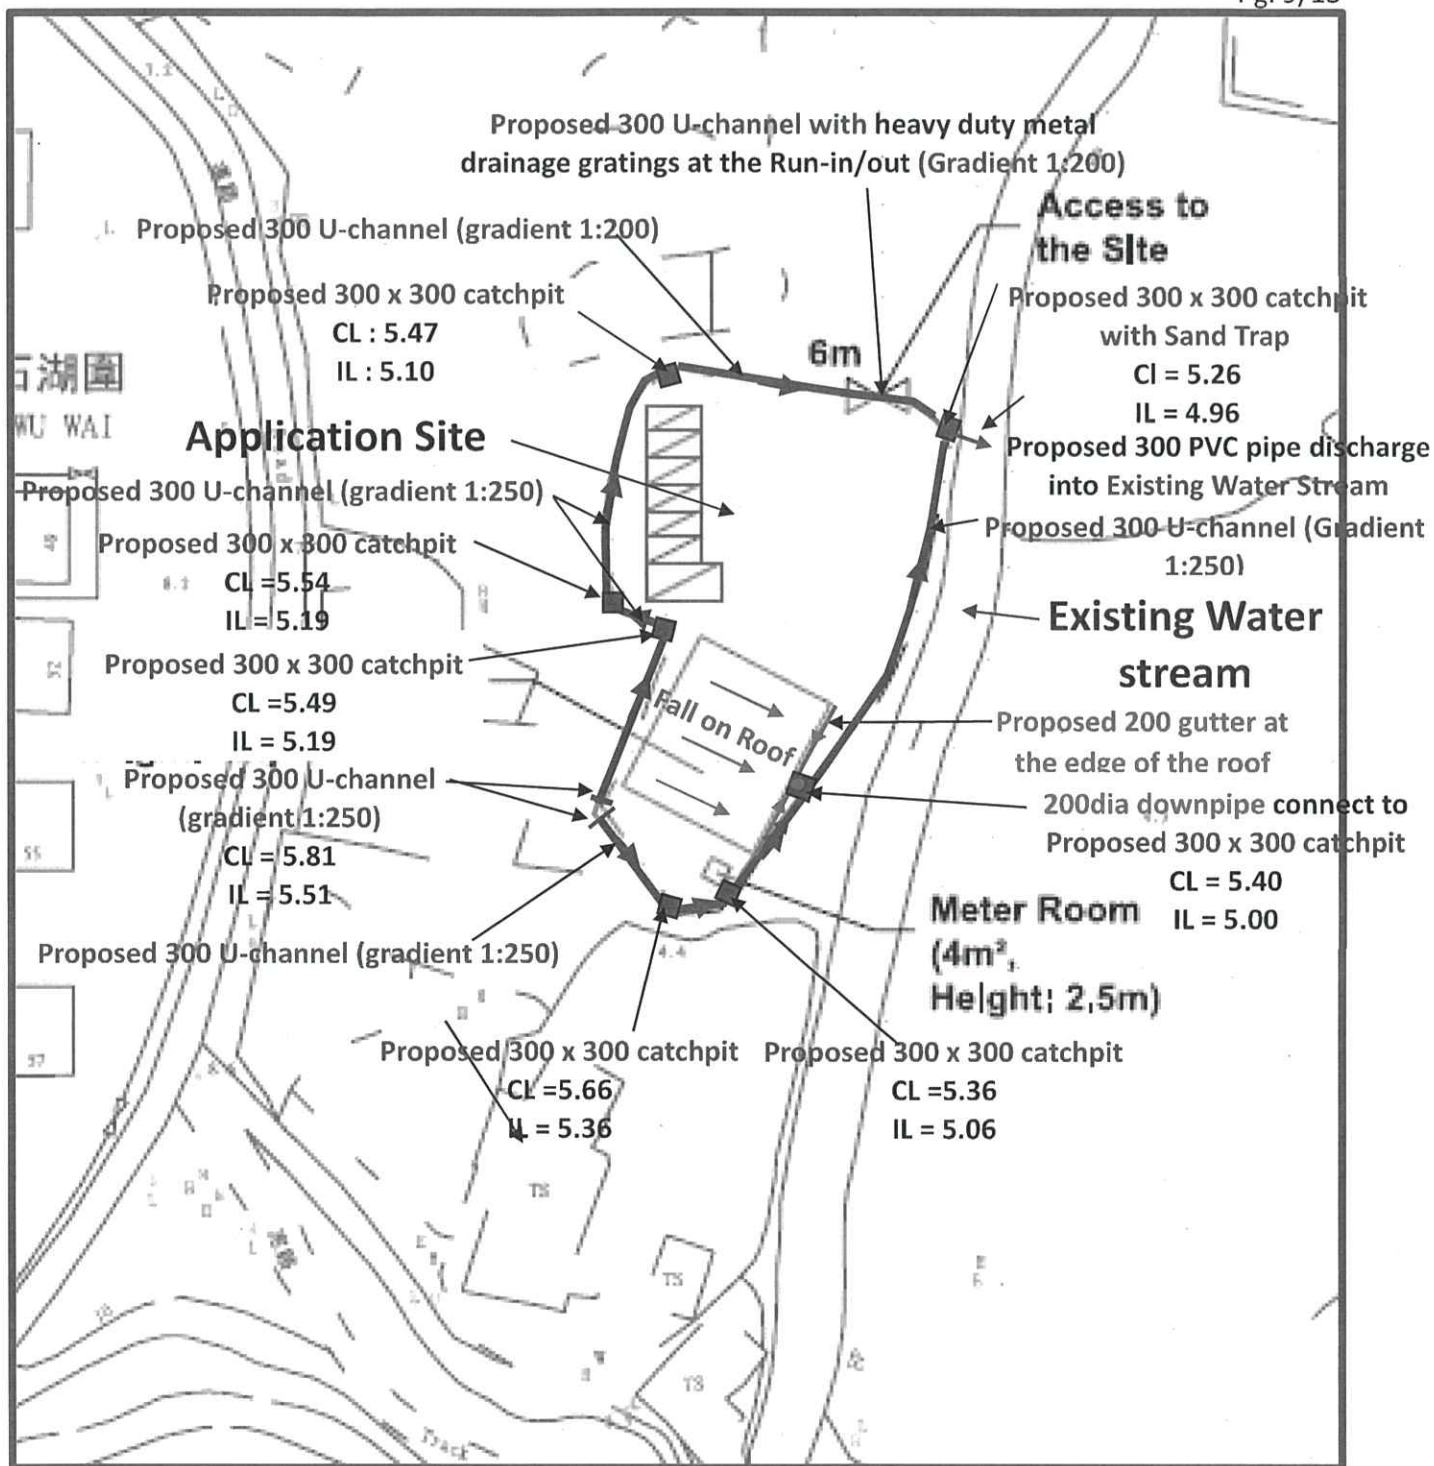 Proposed 300 U-channel with heavy duty metal
drainage gratings at the Run-in/out (Gradient 1:200)
Access to
the Site
Proposed 300 U-channel (gradient 1:200)
Proposed 300 x 300 catchpit
CL : 5.47
IL : 5.10
Proposed 300 x 300 catchpit
with Sand Trap
Cl = 5.26
IL = 4.96
6m
石湖圍
WU WAI
Application Site
Proposed 300 PVC pipe discharge
into Existing Water Stream
Proposed 300 U-channel (gradient 1:250)
Proposed 300 U-channel (Gradient
1:250)
Proposed 300 x 300 catchpit
CL =5.54
IL = 5.19
Existing Water
stream
Proposed 300 x 300 catchpit
CL =5.49
IL = 5.19
Fall on Roof
Proposed 200 gutter at
the edge of the roof
Proposed 300 U-channel
(gradient 1:250)
CL = 5.81
IL = 5.51
200dia downpipe connect to
Proposed 300 x 300 catchpit
CL = 5.40
IL = 5.00
55
Meter Room
(4m²,
Height: 2.5m)
Proposed 300 U-channel (gradient 1:250)
4.4
57
Proposed 300 x 300 catchpit
CL =5.66
IL = 5.36
Proposed 300 x 300 catchpit
CL =5.36
IL = 5.06
TS
TS
TS
Track